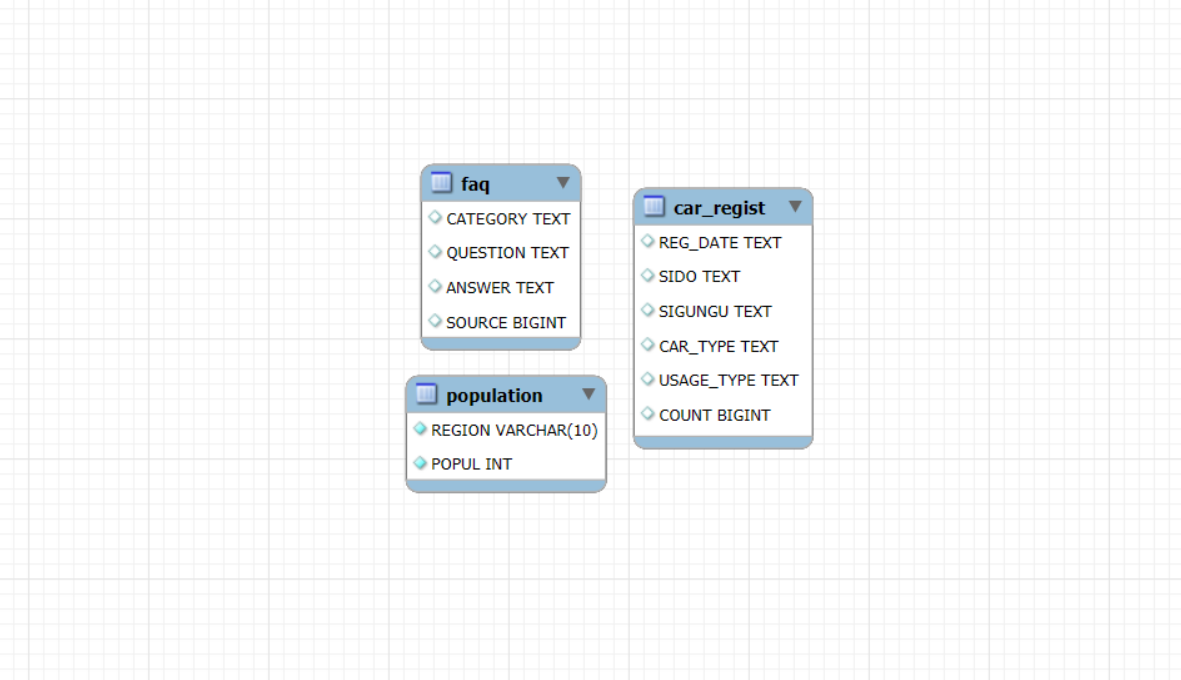 faq
CATEGORY TEXT
QUESTION TEXT
ANSWER TEXT
SOURCE BIGINT
population
REGION VARCHAR(10)
POPUL INT
car_regist
REG_DATE TEXT
SIDO TEXT
SIGUNGU TEXT
CAR_TYPE TEXT
USAGE_TYPE TEXT
COUNT BIGINT